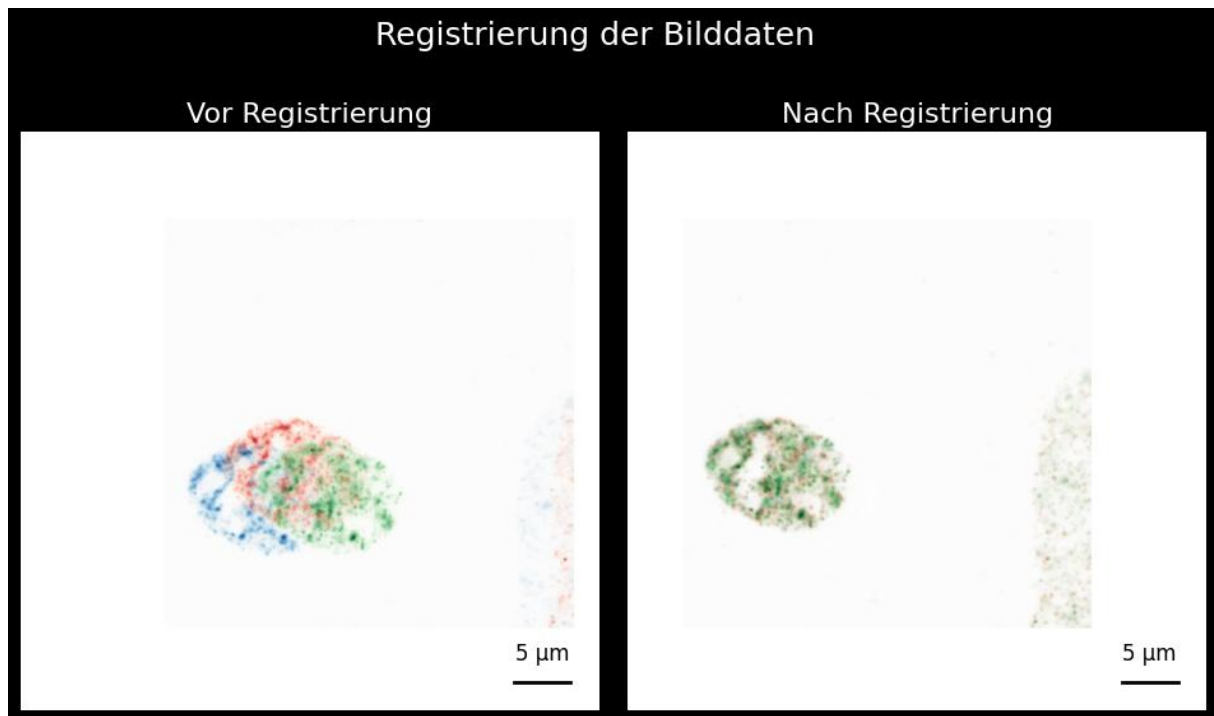 Registrierung der Bilddaten
Vor Registrierung
Nach Registrierung
5 µm
5 µm